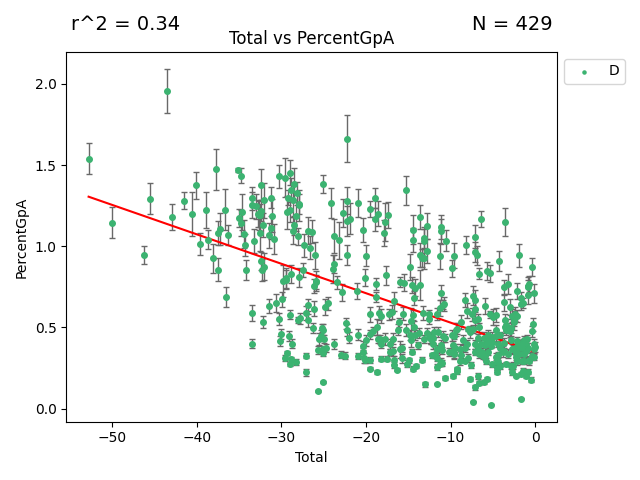 r^2 = 0.34 N = 429
Total vs PercentGpA
D
PercentGpA
2.0
1.5
1.0
0.5
0.0
−50 −40 −30 −20 −10 0
Total